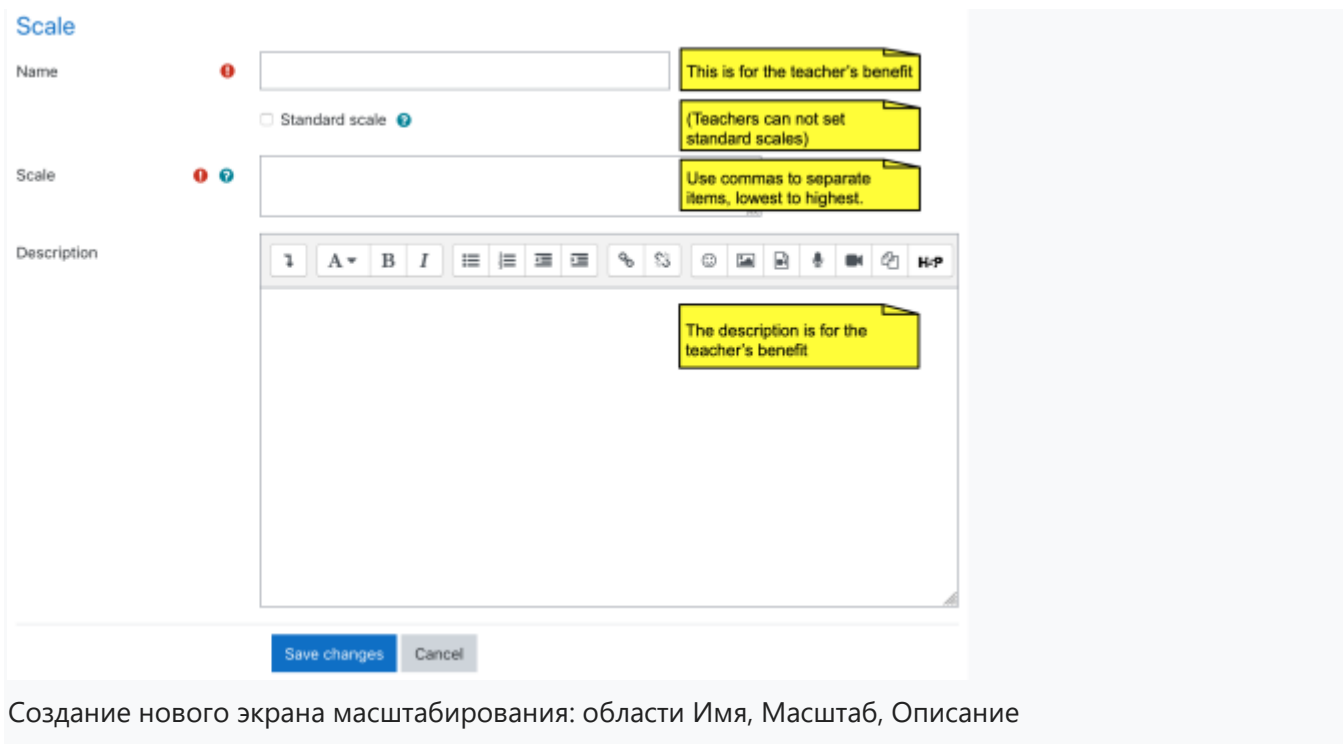 Scale
Name
This is for the teacher's benefit
Standard scale
(Teachers can not set
standard scales)
Scale
Use commas to separate
items, lowest to highest.
Description
A B I H-P
The description is for the
teacher's benefit
Save changes Cancel
Создание нового экрана масштабирования: области Имя, Масштаб, Описание